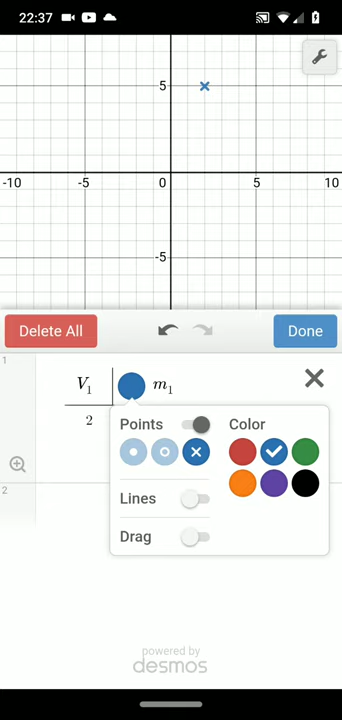 22:37
5
-10 -5 0 5 10
-5
Delete All Done
1
V₁ m₁
2
Points Color
Lines
2
Drag
powered by
desmos